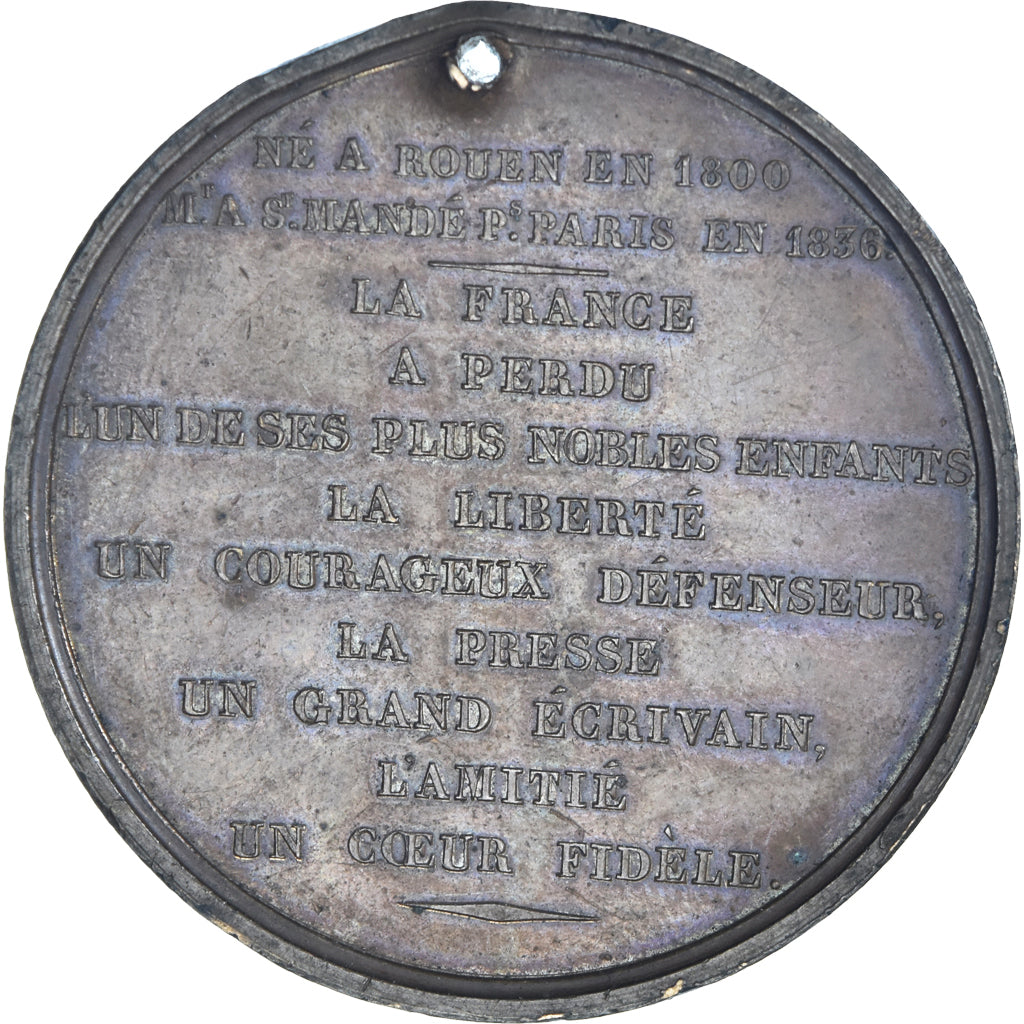 NÉ A ROUEN EN 1800
MT A ST. MANDÉ PS. PARIS EN 1836.
LA FRANCE
A PERDU
L'UN DE SES PLUS NOBLES ENFANTS
LA LIBERTÉ
UN COURAGEUX DÉFENSEUR,
LA PRESSE
UN GRAND ÉCRIVAIN,
L'AMITIÉ
UN CŒUR FIDÈLE.